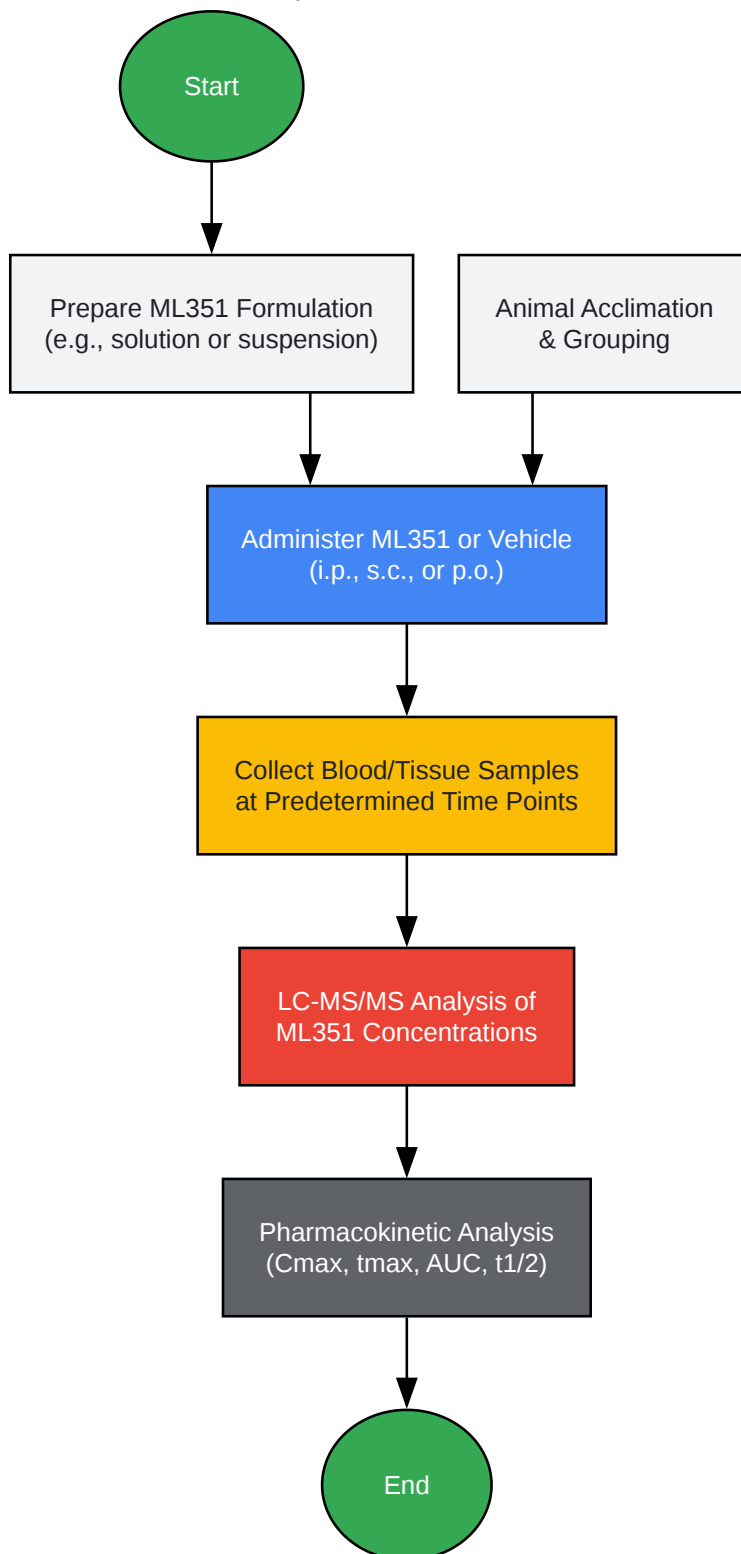 Start
Prepare ML351 Formulation
(e.g., solution or suspension)
Animal Acclimation
& Grouping
Administer ML351 or Vehicle
(i.p., s.c., or p.o.)
Collect Blood/Tissue Samples
at Predetermined Time Points
LC-MS/MS Analysis of
ML351 Concentrations
Pharmacokinetic Analysis
(Cmax, tmax, AUC, t1/2)
End